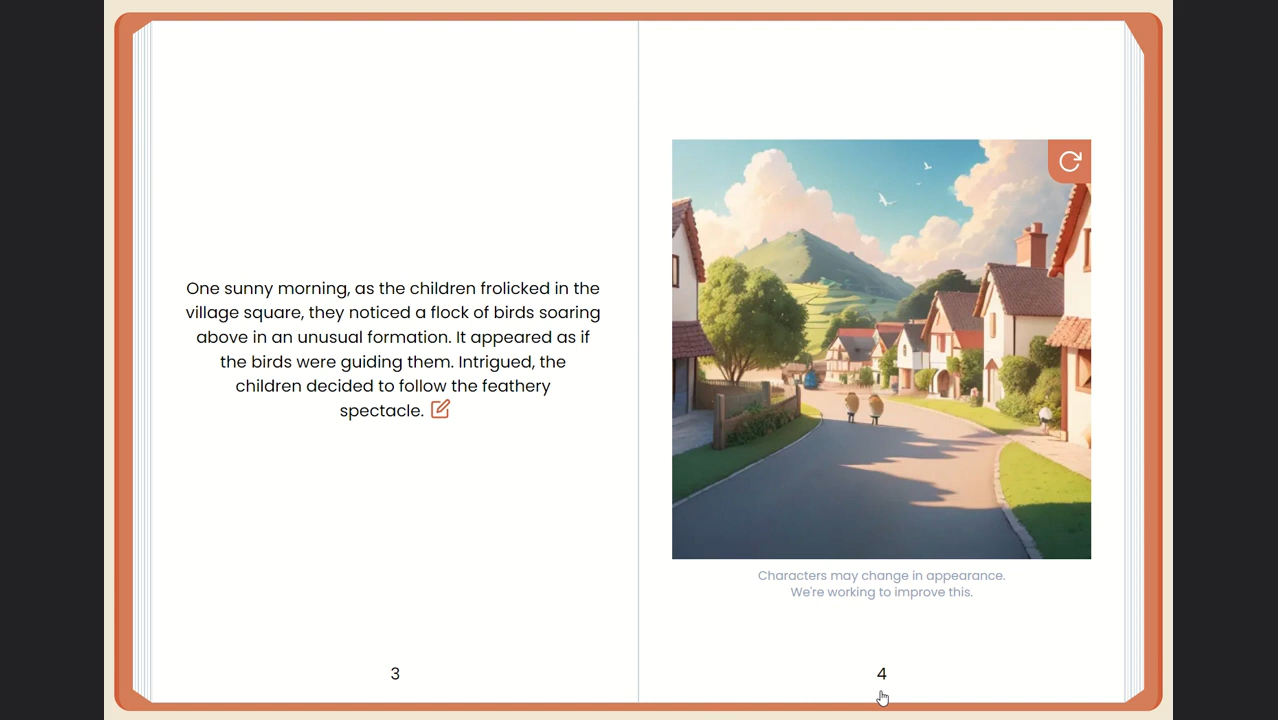 One sunny morning, as the children frolicked in the
village square, they noticed a flock of birds soaring
above in an unusual formation. It appeared as if
the birds were guiding them. Intrigued, the
children decided to follow the feathery
spectacle.
3
Characters may change in appearance.
We're working to improve this.
4